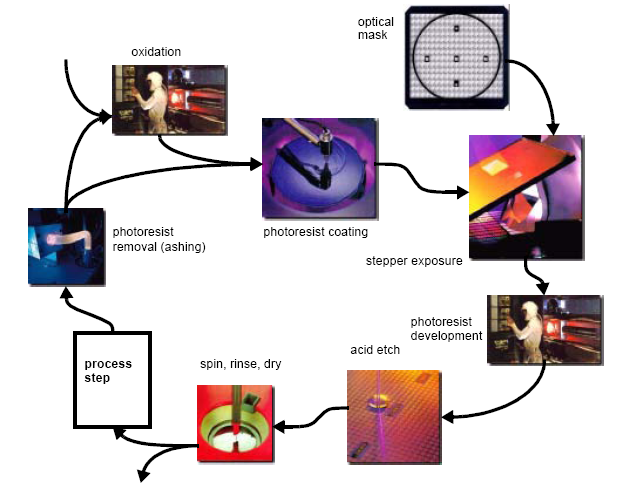 optical
mask
oxidation
photoresist
removal (ashing)
photoresist coating
stepper exposure
photoresist
development
acid etch
spin, rinse, dry
process
step